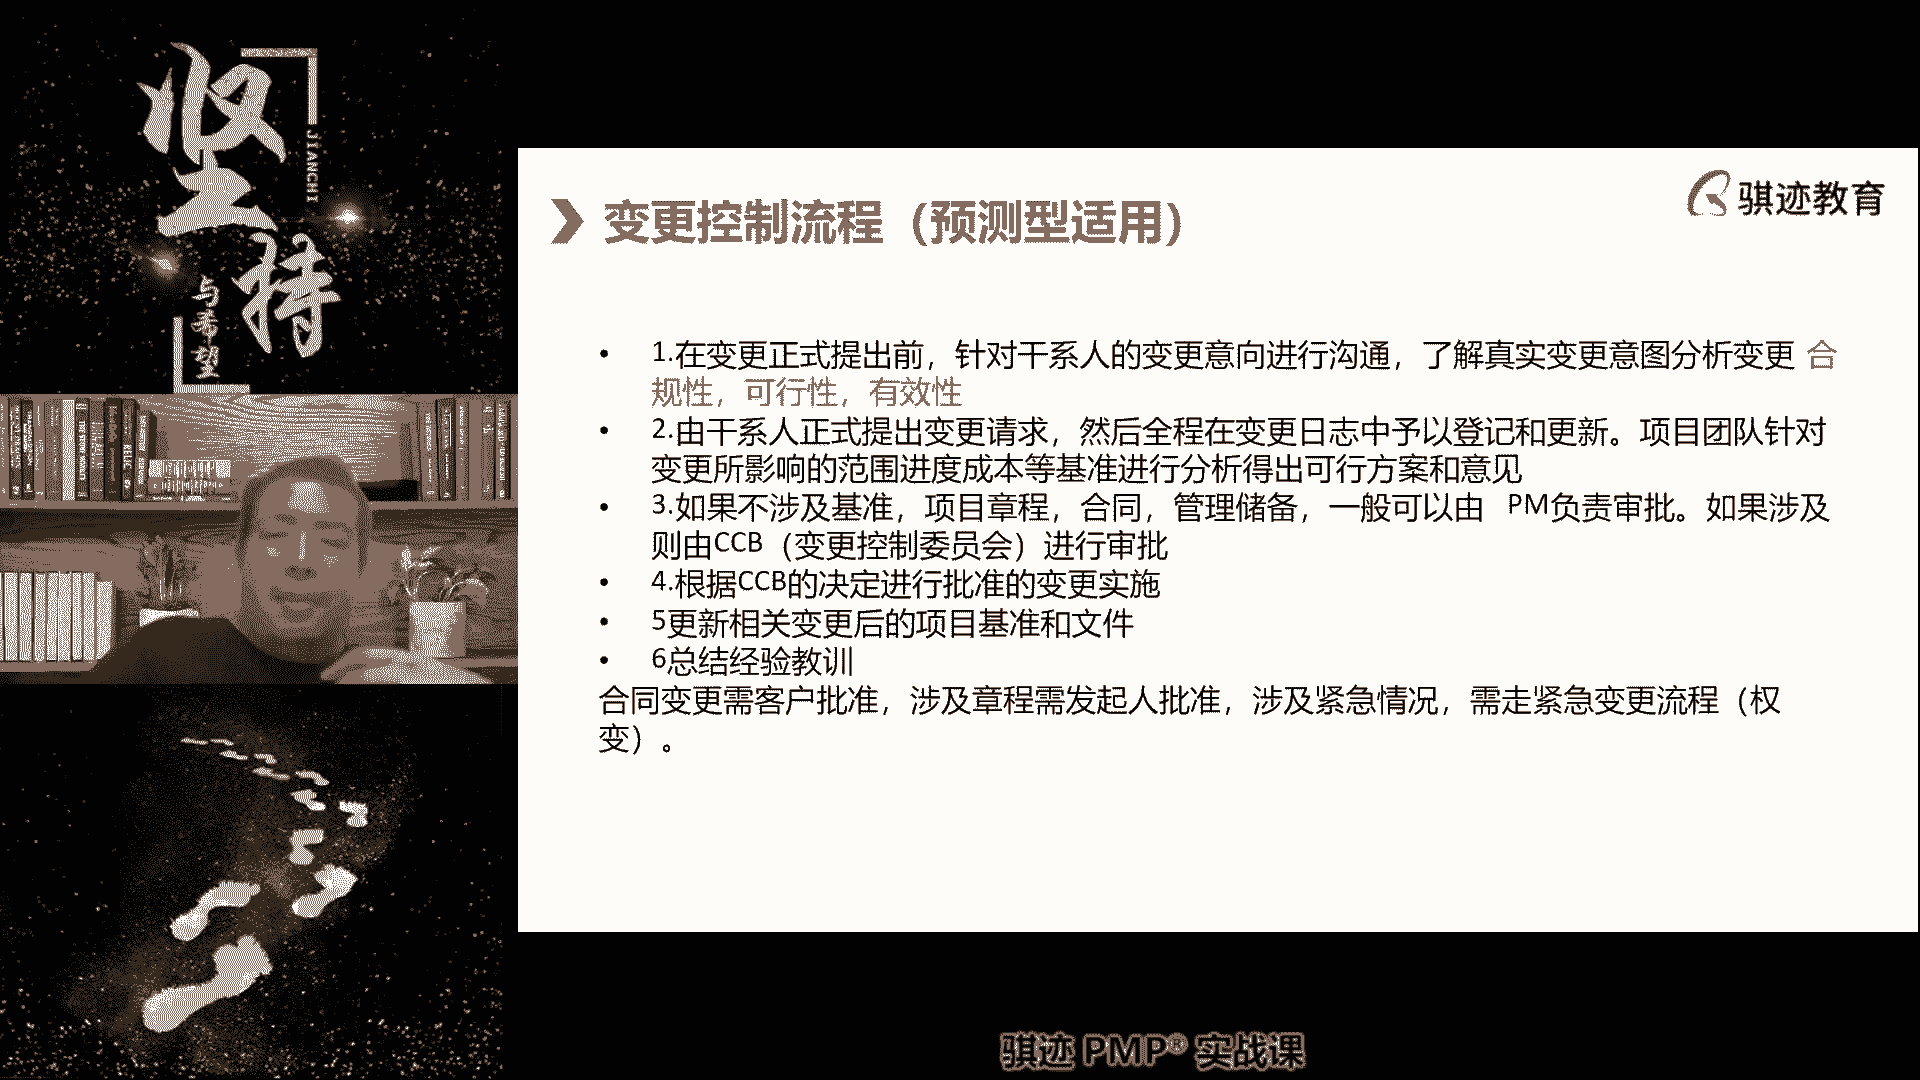 坚持
JIANCHI
与希望
骐迹教育
变更控制流程（预测型适用）
• 1.在变更正式提出前，针对干系人的变更意向进行沟通，了解真实变更意图分析变更 合
规性，可行性，有效性
• 2.由干系人正式提出变更请求，然后全程在变更日志中予以登记和更新。项目团队针对
变更所影响的范围进度成本等基准进行分析得出可行方案和意见
• 3.如果不涉及基准，项目章程，合同，管理储备，一般可以由 PM负责审批。如果涉及
则由CCB（变更控制委员会）进行审批
• 4.根据CCB的决定进行批准的变更实施
• 5更新相关变更后的项目基准和文件
• 6总结经验教训
合同变更需客户批准，涉及章程需发起人批准，涉及紧急情况，需走紧急变更流程（权
变）。
骐迹 PMP® 实战课